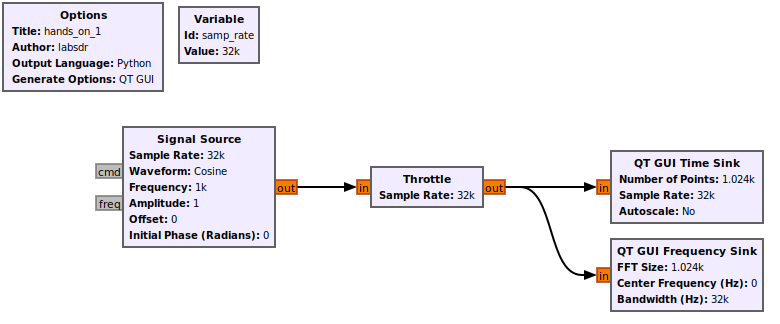 Options
Title: hands_on_1
Author: labsdr
Output Language: Python
Generate Options: QT GUI
Variable
Id: samp_rate
Value: 32k
Signal Source
Sample Rate: 32k
Waveform: Cosine
Frequency: 1k
Amplitude: 1
Offset: 0
Initial Phase (Radians): 0
cmd
freq
out
in
Throttle
Sample Rate: 32k
out
in
QT GUI Time Sink
Number of Points: 1.024k
Sample Rate: 32k
Autoscale: No
in
QT GUI Frequency Sink
FFT Size: 1.024k
Center Frequency (Hz): 0
Bandwidth (Hz): 32k